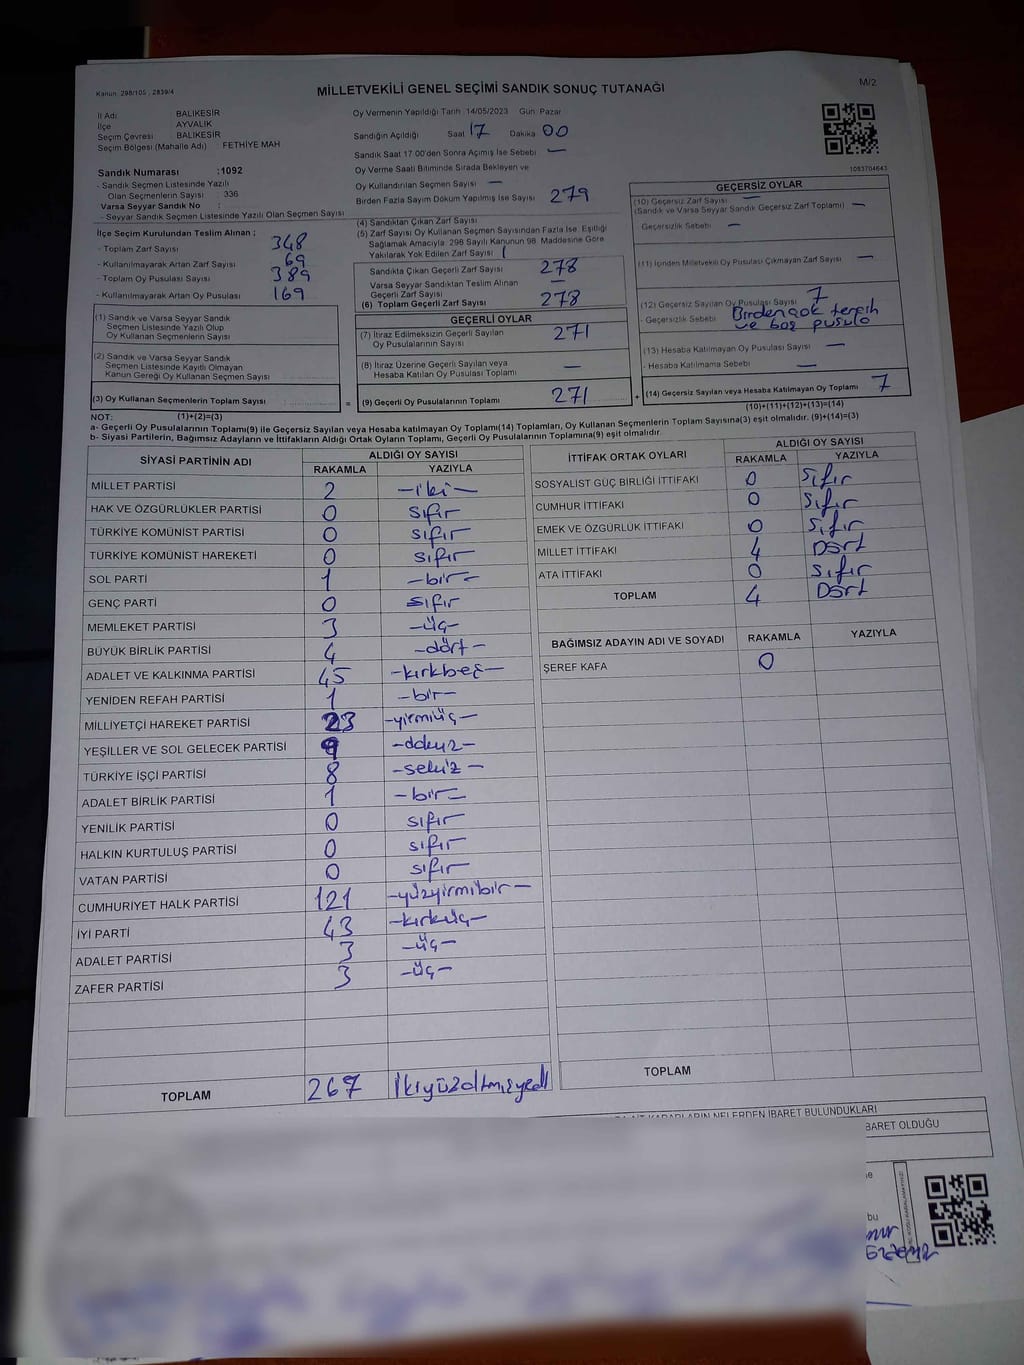 Kanun: 298/105 , 2839/4
MİLLETVEKİLİ GENEL SEÇİMİ SANDIK SONUÇ TUTANAĞI
M/2
İl Adı BALIKESİR
İlçe AYVALIK
Seçim Çevresi BALIKESİR
Seçim Bölgesi (Mahalle Adı) FETHİYE MAH
Sandık Numarası :1092
- Sandık Seçmen Listesinde Yazılı
Olan Seçmenlerin Sayısı : 336
Varsa Seyyar Sandık No :
- Seyyar Sandık Seçmen Listesinde Yazılı Olan Seçmen Sayısı
İlçe Seçim Kurulundan Teslim Alınan ;
- Toplam Zarf Sayısı 348
- Kullanılmayarak Artan Zarf Sayısı 69
- Toplam Oy Pusulası Sayısı 389
- Kullanılmayarak Artan Oy Pusulası 169
Oy Vermenin Yapıldığı Tarih :14/05/2023 Gün: Pazar
Sandığın Açıldığı Saat 17 Dakika 00
Sandık Saat 17:00'den Sonra Açımış İse Sebebi —
Oy Verme Saati Bitiminde Sırada Bekleyen ve
Oy Kullandırılan Seçmen Sayısı —
Birden Fazla Sayım Döküm Yapılmış İse Sayısı 279
(4) Sandıktan Çıkan Zarf Sayısı
(5) Zarf Sayısı Oy Kullanan Seçmen Sayısından Fazla İse, Eşitliği
Sağlamak Amacıyla; 298 Sayılı Kanunun 98. Maddesine Göre
Yakılarak Yok Edilen Zarf Sayısı 1
Sandıkta Çıkan Geçerli Zarf Sayısı 278
Varsa Seyyar Sandıktan Teslim Alınan
Geçerli Zarf Sayısı —
(6) Toplam Geçerli Zarf Sayısı 278
1093704643
GEÇERSİZ OYLAR
(10) Geçersiz Zarf Sayısı —
(Sandık ve Varsa Seyyar Sandık Geçersiz Zarf Toplamı) —
- Geçersizlik Sebebi : —
(11) İçinden Milletvekili Oy Pusulası Çıkmayan Zarf Sayısı —
(12) Geçersiz Sayılan Oy Pusulası Sayısı 7
- Geçersizlik Sebebi : Birden çok tercih
ve boş pusula
(13) Hesaba Katılmayan Oy Pusulası Sayısı —
- Hesaba Katılmama Sebebi : —
(14) Geçersiz Sayılan veya Hesaba Katılmayan Oy Toplamı 7
(10)+(11)+(12)+(13)=(14)
(1) Sandık ve Varsa Seyyar Sandık
Seçmen Listesinde Yazılı Olup
Oy Kullanan Seçmenlerin Sayısı
(2) Sandık ve Varsa Seyyar Sandık
Seçmen Listesinde Kayıtlı Olmayan
Kanun Gereği Oy Kullanan Seçmen Sayısı
(3) Oy Kullanan Seçmenlerin Toplam Sayısı
(1)+(2)=(3)
GEÇERLİ OYLAR
(7) İtiraz Edilmeksizin Geçerli Sayılan
Oy Pusulalarının Sayısı 271
(8) İtiraz Üzerine Geçerli Sayılan veya
Hesaba Katılan Oy Pusulası Toplamı —
= (9) Geçerli Oy Pusulalarının Toplamı 271 +
NOT:
a- Geçerli Oy Pusulalarının Toplamı(9) ile Geçersiz Sayılan veya Hesaba katılmayan Oy Toplamı(14) Toplamları, Oy Kullanan Seçmenlerin Toplam Sayısına(3) eşit olmalıdır. (9)+(14)=(3)
b- Siyasi Partilerin, Bağımsız Adayların ve İttifakların Aldığı Ortak Oyların Toplamı, Geçerli Oy Pusulalarının Toplamına(9) eşit olmalıdır.
SİYASİ PARTİNİN ADI ALDIĞI OY SAYISI
RAKAMLA YAZIYLA
MİLLET PARTİSİ 2 —iki—
HAK VE ÖZGÜRLÜKLER PARTİSİ 0 sıfır
TÜRKİYE KOMÜNİST PARTİSİ 0 sıfır
TÜRKİYE KOMÜNİST HAREKETİ 0 sıfır
SOL PARTİ 1 —bir—
GENÇ PARTİ 0 sıfır
MEMLEKET PARTİSİ 3 —üç—
BÜYÜK BİRLİK PARTİSİ 4 —dört—
ADALET VE KALKINMA PARTİSİ 45 —kırkbeş—
YENİDEN REFAH PARTİSİ 1 —bir—
MİLLİYETÇİ HAREKET PARTİSİ 23 —yirmiüç—
YEŞİLLER VE SOL GELECEK PARTİSİ 9 —dokuz—
TÜRKİYE İŞÇİ PARTİSİ 8 —sekiz—
ADALET BİRLİK PARTİSİ 1 —bir—
YENİLİK PARTİSİ 0 sıfır
HALKIN KURTULUŞ PARTİSİ 0 sıfır
VATAN PARTİSİ 0 sıfır
CUMHURİYET HALK PARTİSİ 121 —yüzyirmibir—
İYİ PARTİ 43 —kırküç—
ADALET PARTİSİ 3 —üç—
ZAFER PARTİSİ 3 —üç—
TOPLAM 267 İkiyüzaltmışyedi
İTTİFAK ORTAK OYLARI ALDIĞI OY SAYISI
RAKAMLA YAZIYLA
SOSYALİST GÜÇ BİRLİĞİ İTTİFAKI 0 Sıfır
CUMHUR İTTİFAKI 0 Sıfır
EMEK VE ÖZGÜRLÜK İTTİFAKI 0 Sıfır
MİLLET İTTİFAKI 4 Dört
ATA İTTİFAKI 0 Sıfır
TOPLAM 4 Dört
BAĞIMSIZ ADAYIN ADI VE SOYADI RAKAMLA YAZIYLA
ŞEREF KAFA 0
TOPLAM
KARARLARIN NELERDEN İBARET BULUNDUKLARI
BARET OLDUĞU
bu